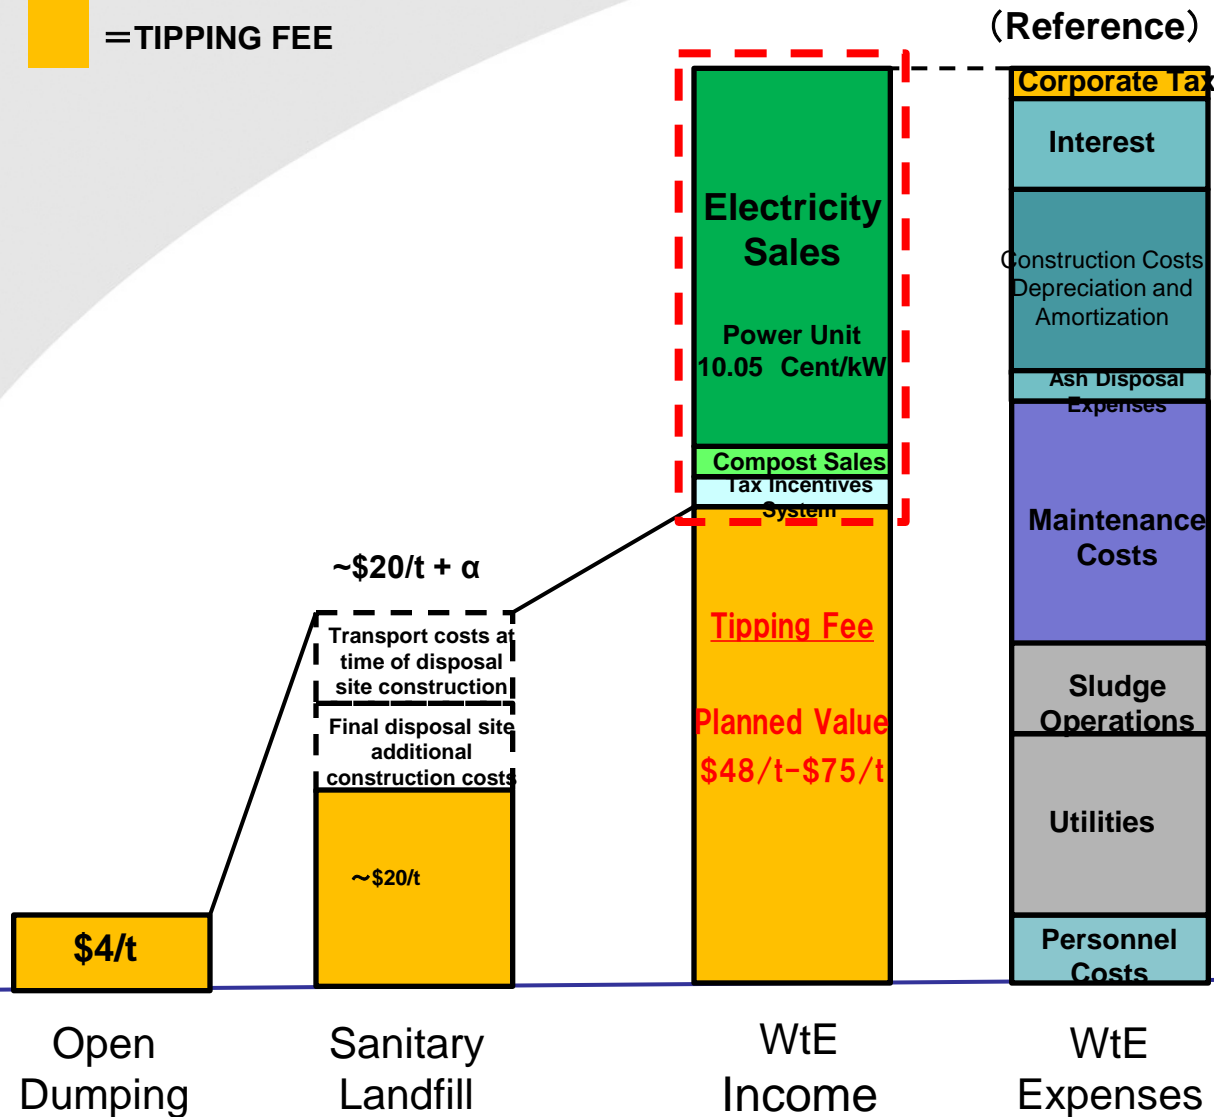 ＝TIPPING FEE
（Reference）
Electricity
Sales
Power Unit
10.05 Cent/kW
Compost Sales
Tax Incentives
System
Tipping Fee
Planned Value
$48/t-$75/t
Corporate Tax
Interest
Construction Costs
Depreciation and
Amortization
Ash Disposal
Expenses
Maintenance
Costs
Sludge
Operations
Utilities
Personnel
Costs
~$20/t + α
Transport costs at
time of disposal
site construction
Final disposal site
additional
construction costs
～$20/t
$4/t
Open
Dumping
Sanitary
Landfill
WtE
Income
WtE
Expenses